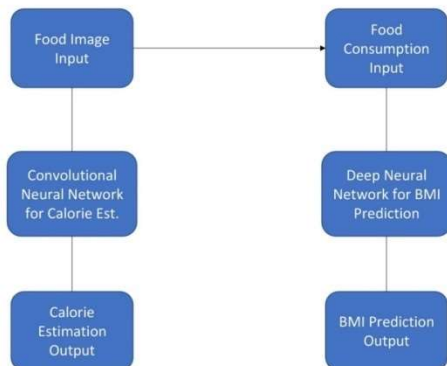 Food Image
Input
Food
Consumption
Input
Convolutional
Neural Network
for Calorie Est.
Deep Neural
Network for BMI
Prediction
Calorie
Estimation
Output
BMI Prediction
Output